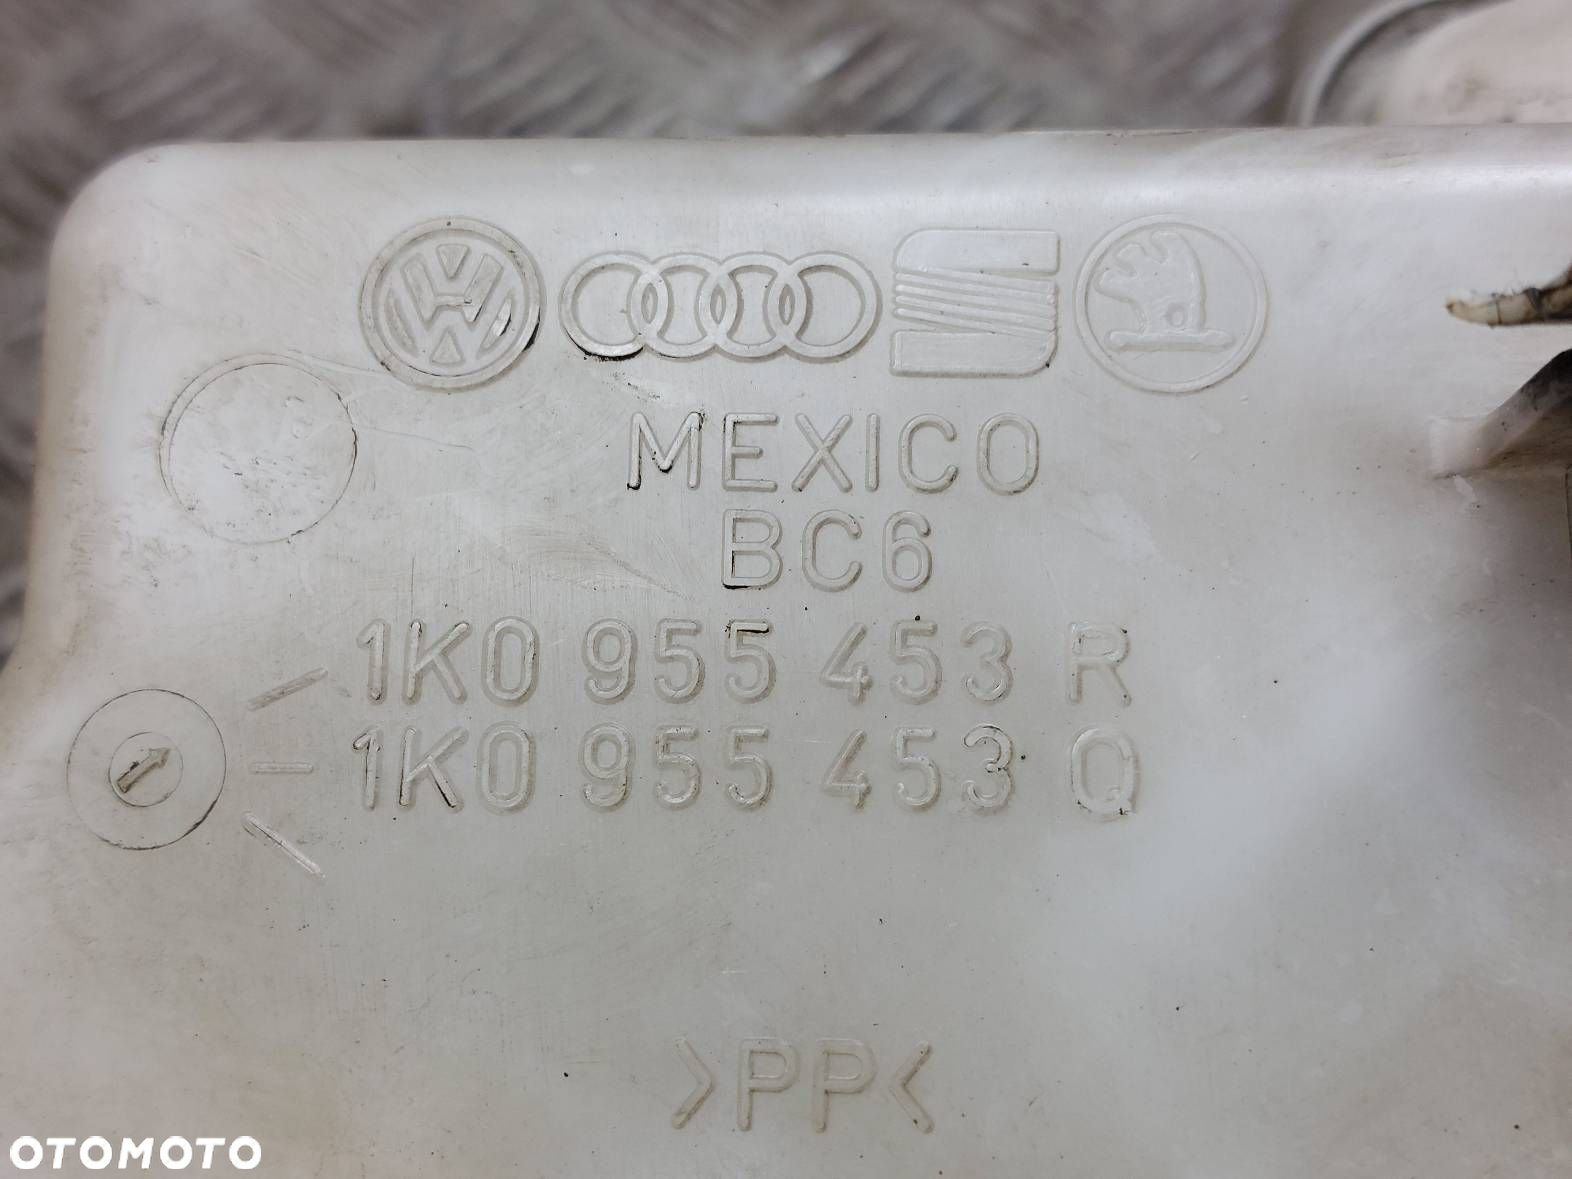 MEXICO
BC6
1K0 955 453 R
1K0 955 453 Q
>PP<
OTOMOTO